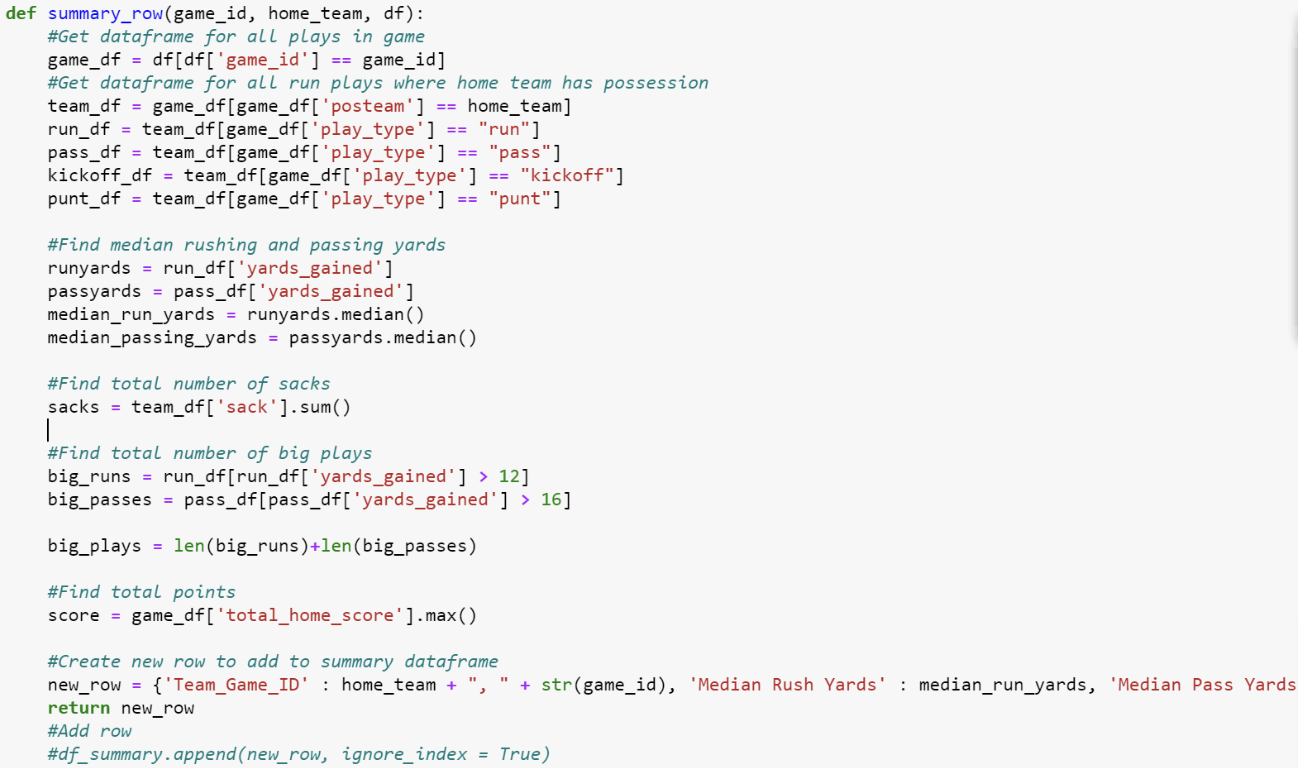 def summary_row(game_id, home_team, df):
    #Get dataframe for all plays in game
    game_df = df[df['game_id'] == game_id]
    #Get dataframe for all run plays where home team has possession
    team_df = game_df[game_df['posteam'] == home_team]
    run_df = team_df[game_df['play_type'] == "run"]
    pass_df = team_df[game_df['play_type'] == "pass"]
    kickoff_df = team_df[game_df['play_type'] == "kickoff"]
    punt_df = team_df[game_df['play_type'] == "punt"]

    #Find median rushing and passing yards
    runyards = run_df['yards_gained']
    passyards = pass_df['yards_gained']
    median_run_yards = runyards.median()
    median_passing_yards = passyards.median()

    #Find total number of sacks
    sacks = team_df['sack'].sum()

    #Find total number of big plays
    big_runs = run_df[run_df['yards_gained'] > 12]
    big_passes = pass_df[pass_df['yards_gained'] > 16]

    big_plays = len(big_runs)+len(big_passes)

    #Find total points
    score = game_df['total_home_score'].max()

    #Create new row to add to summary dataframe
    new_row = {'Team_Game_ID' : home_team + ", " + str(game_id), 'Median Rush Yards' : median_run_yards, 'Median Pass Yards
    return new_row
    #Add row
    #df_summary.append(new_row, ignore_index = True)